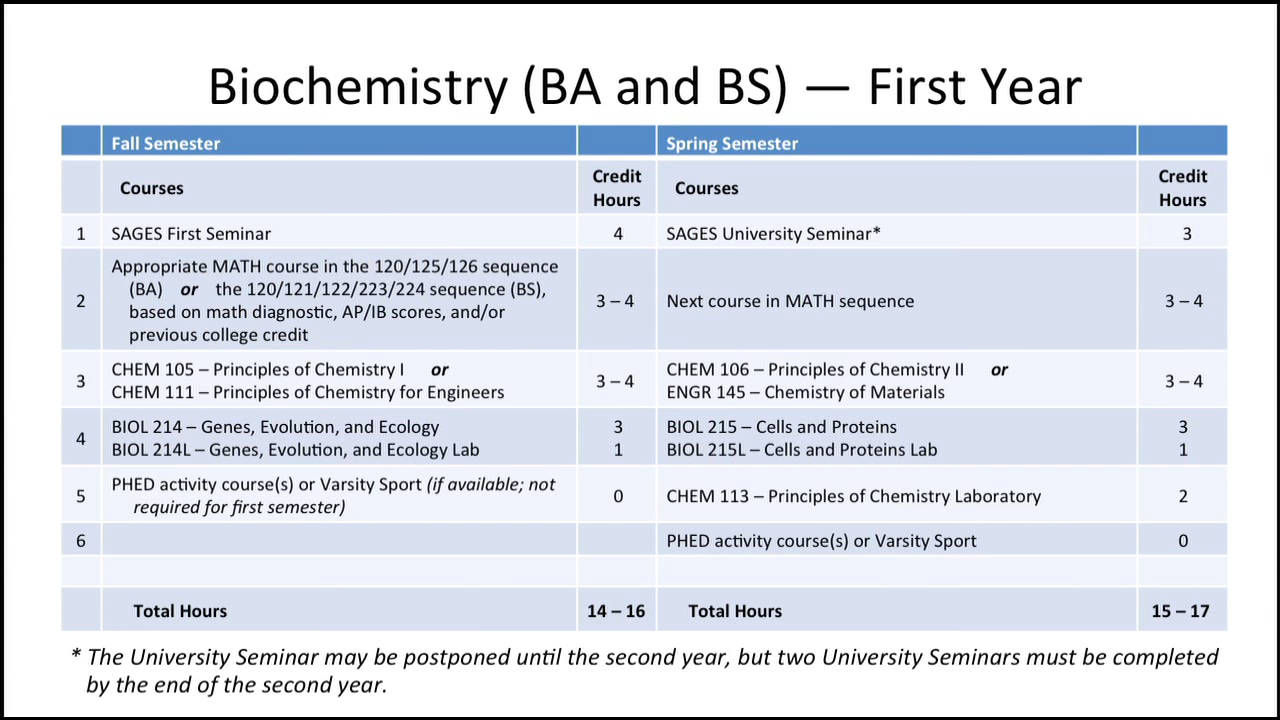 Biochemistry (BA and BS) — First Year
Fall Semester Spring Semester
Courses Credit Hours Courses Credit Hours
1 SAGES First Seminar 4 SAGES University Seminar* 3
2 Appropriate MATH course in the 120/125/126 sequence
(BA) or the 120/121/122/223/224 sequence (BS),
based on math diagnostic, AP/IB scores, and/or
previous college credit
3 – 4 Next course in MATH sequence 3 – 4
3 CHEM 105 – Principles of Chemistry I or
CHEM 111 – Principles of Chemistry for Engineers
3 – 4
CHEM 106 – Principles of Chemistry II or
ENGR 145 – Chemistry of Materials
3 – 4
4 BIOL 214 – Genes, Evolution, and Ecology 3
BIOL 214L – Genes, Evolution, and Ecology Lab 1
BIOL 215 – Cells and Proteins 3
BIOL 215L – Cells and Proteins Lab 1
5 PHED activity course(s) or Varsity Sport (if available; not
required for first semester)
0 CHEM 113 – Principles of Chemistry Laboratory 2
6 PHED activity course(s) or Varsity Sport 0
Total Hours 14 – 16 Total Hours 15 – 17
* The University Seminar may be postponed until the second year, but two University Seminars must be completed
by the end of the second year.